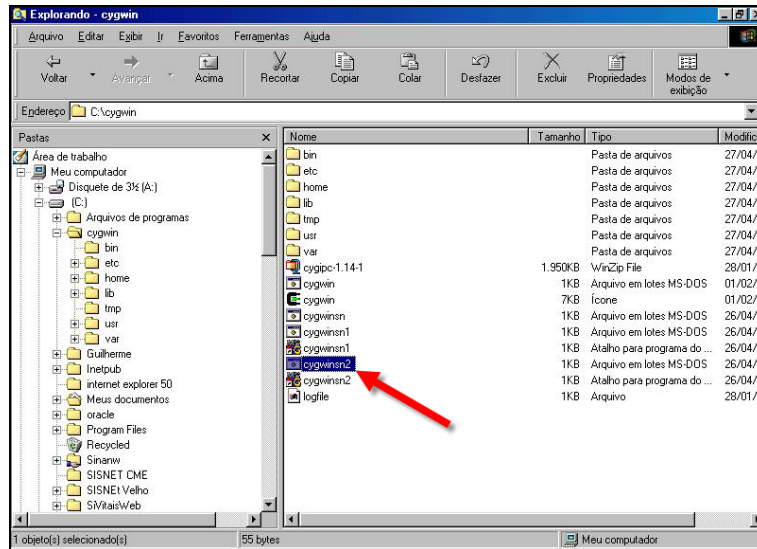 Explorando - cygwin
Arquivo Editar Exibir Ir Favoritos Ferramentas Ajuda
Voltar Avançar Acima Recortar Copiar Colar Desfazer Excluir Propriedades Modos de exibição
Endereço C:\cygwin
Pastas
Área de trabalho
Meu computador
Disquete de 3½ (A:)
(C:)
Arquivos de programas
cygwin
bin
etc
home
lib
tmp
usr
var
Guilherme
Inetpub
internet explorer 50
Meus documentos
oracle
Program Files
Recycled
Sinanw
SISNET CME
SISNEtVelho
SiVitaisWeb
Nome Tamanho Tipo Modific
bin Pasta de arquivos 27/04/
etc Pasta de arquivos 27/04/
home Pasta de arquivos 27/04/
lib Pasta de arquivos 27/04/
tmp Pasta de arquivos 27/04/
usr Pasta de arquivos 27/04/
var Pasta de arquivos 27/04/
cygipc-1.14-1 1.950KB WinZip File 28/01/
cygwin 1KB Arquivo em lotes MS-DOS 01/02/
cygwin 7KB Ícone 01/02/
cygwinsn 1KB Arquivo em lotes MS-DOS 26/04/
cygwinsn1 1KB Arquivo em lotes MS-DOS 26/04/
cygwinsn1 1KB Atalho para programa do ... 26/04/
cygwinsn2 1KB Arquivo em lotes MS-DOS 26/04/
cygwinsn2 1KB Atalho para programa do ... 26/04/
logfile 1KB Arquivo 28/01/
1 objeto(s) selecionado(s) 55 bytes Meu computador